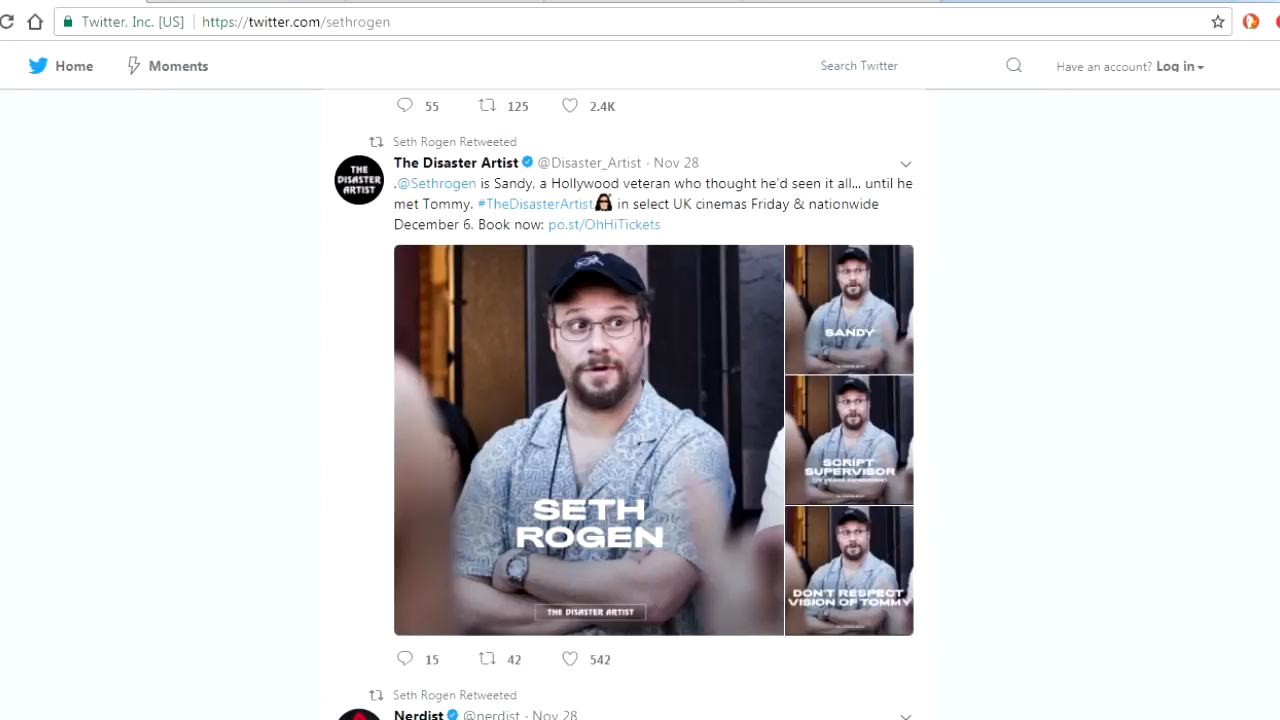 Twitter, Inc. [US] https://twitter.com/sethrogen
Home Moments Search Twitter Have an account? Log in
55 125 2.4K
Seth Rogen Retweeted
The Disaster Artist @Disaster_Artist · Nov 28
THE
DISASTER
ARTIST
.@Sethrogen is Sandy, a Hollywood veteran who thought he'd seen it all... until he
met Tommy. #TheDisasterArtist in select UK cinemas Friday & nationwide
December 6. Book now: po.st/OhHiTickets
SETH
ROGEN
THE DISASTER ARTIST
SANDY
SCRIPT
SUPERVISOR
DON'T RESPECT
VISION OF TOMMY
15 42 542
Seth Rogen Retweeted
Nerdist @nerdist · Nov 28